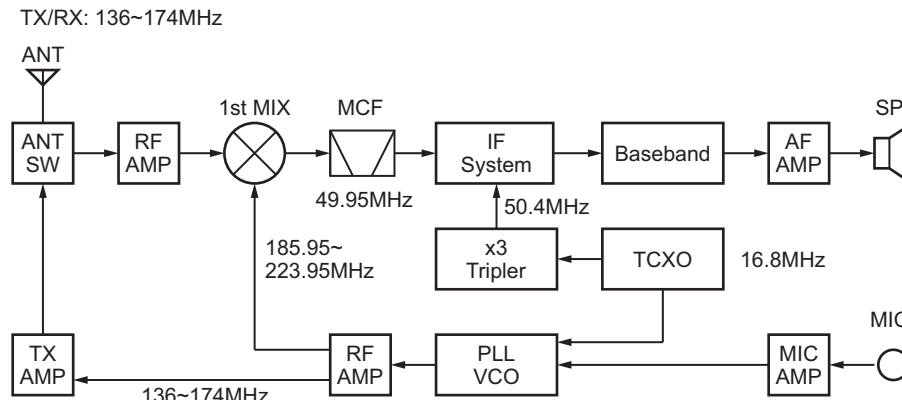 TX/RX: 136~174MHz
ANT
1st MIX
MCF
SP
ANT
SW
RF
AMP
IF
System
Baseband
AF
AMP
49.95MHz
50.4MHz
185.95~
223.95MHz
x3
Tripler
TCXO
16.8MHz
MIC
TX
AMP
RF
AMP
PLL
VCO
MIC
AMP
136~174MHz